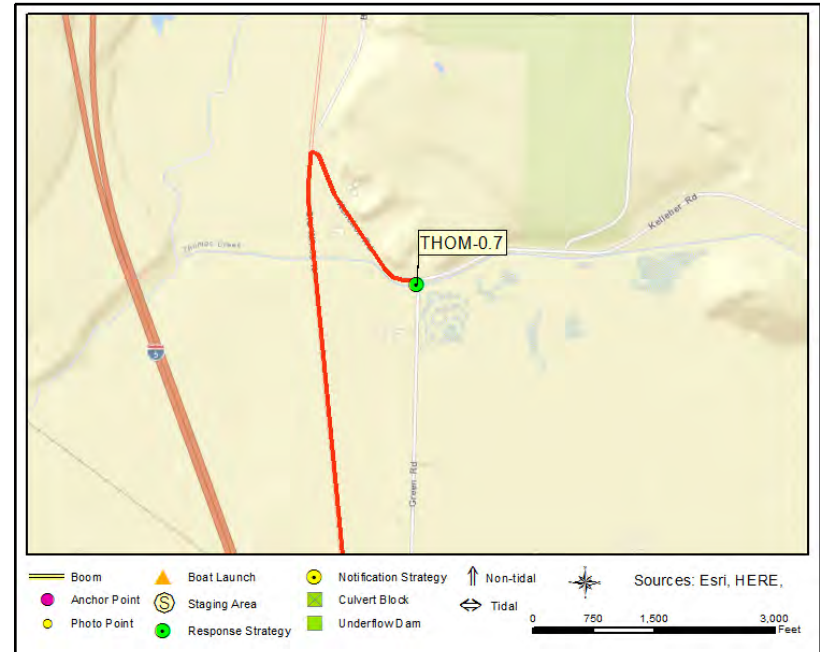 B
THOM-0.7
Kelleher Rd
Thomas Creek
5
Green Rd
Boom
Boat Launch
Notification Strategy
Non-tidal
Sources: Esri, HERE,
Anchor Point
S
Staging Area
Culvert Block
Tidal
Photo Point
Response Strategy
Underflow Dam
0 750 1,500 3,000
Feet